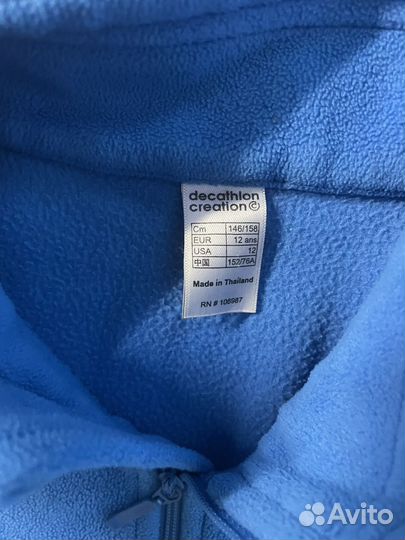 decathlon
creation©
Cm 146/158
EUR 12 ans
USA 12
中国 152/76A
Made in Thailand
RN # 106987
Avito